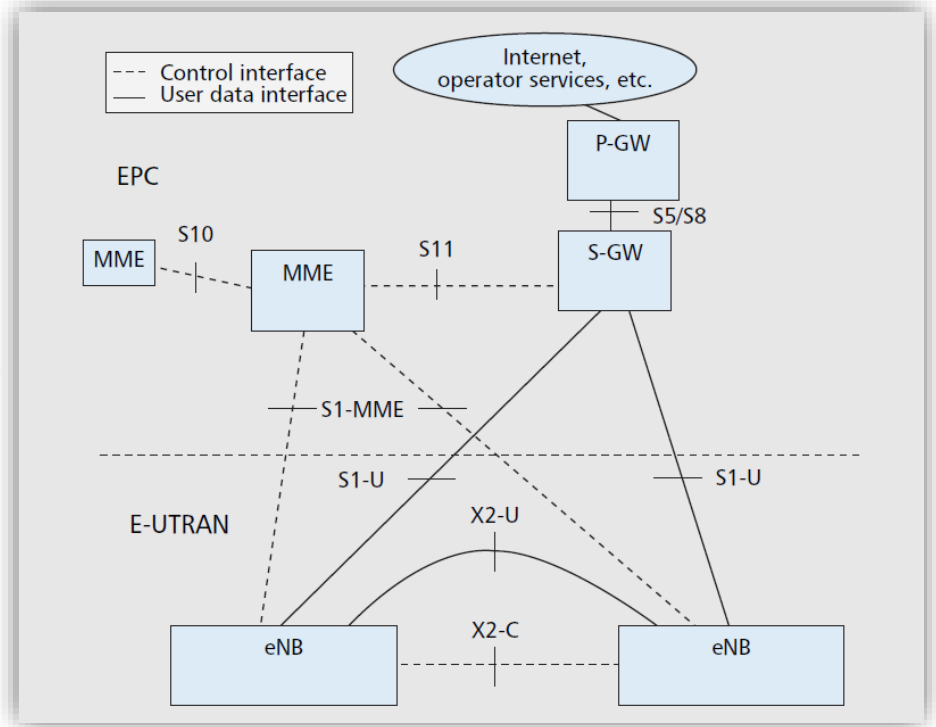 Internet,
operator services, etc.
Control interface
User data interface
P-GW
EPC
S5/S8
S10
S11
S-GW
MME
MME
S1-MME
S1-U
S1-U
E-UTRAN
X2-U
X2-C
eNB
eNB